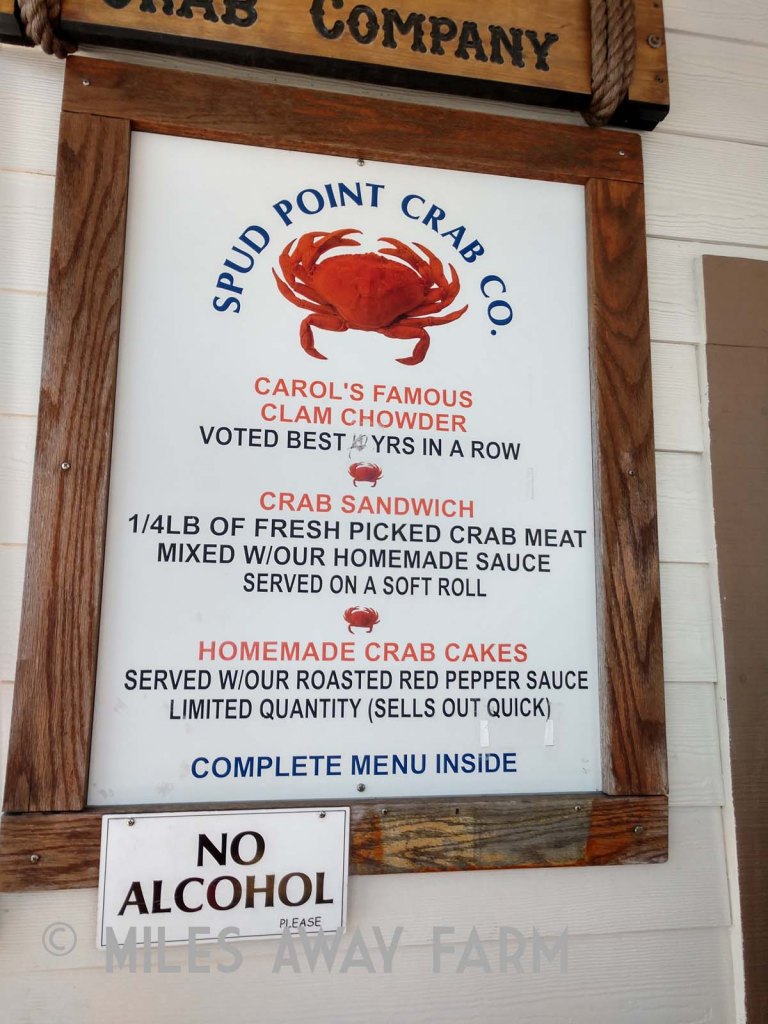 CRAB COMPANY
SPUD POINT CRAB CO.
CAROL'S FAMOUS
CLAM CHOWDER
VOTED BEST YRS IN A ROW
CRAB SANDWICH
1/4LB OF FRESH PICKED CRAB MEAT
MIXED W/OUR HOMEMADE SAUCE
SERVED ON A SOFT ROLL
HOMEMADE CRAB CAKES
SERVED W/OUR ROASTED RED PEPPER SAUCE
LIMITED QUANTITY (SELLS OUT QUICK)
COMPLETE MENU INSIDE
NO
ALCOHOL
PLEASE
© MILES AWAY FARM